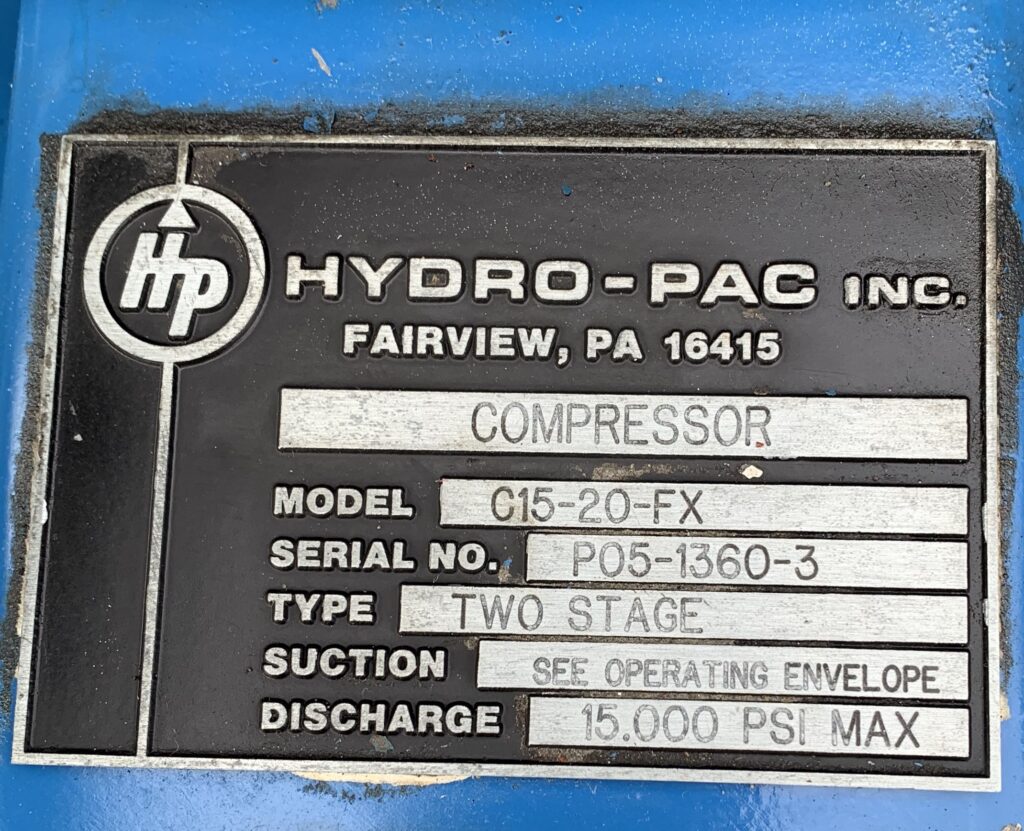 HP
HYDRO-PAC INC.
FAIRVIEW, PA 16415
COMPRESSOR
MODEL C15-20-FX
SERIAL NO. P05-1360-3
TYPE TWO STAGE
SUCTION SEE OPERATING ENVELOPE
DISCHARGE 15.000 PSI MAX